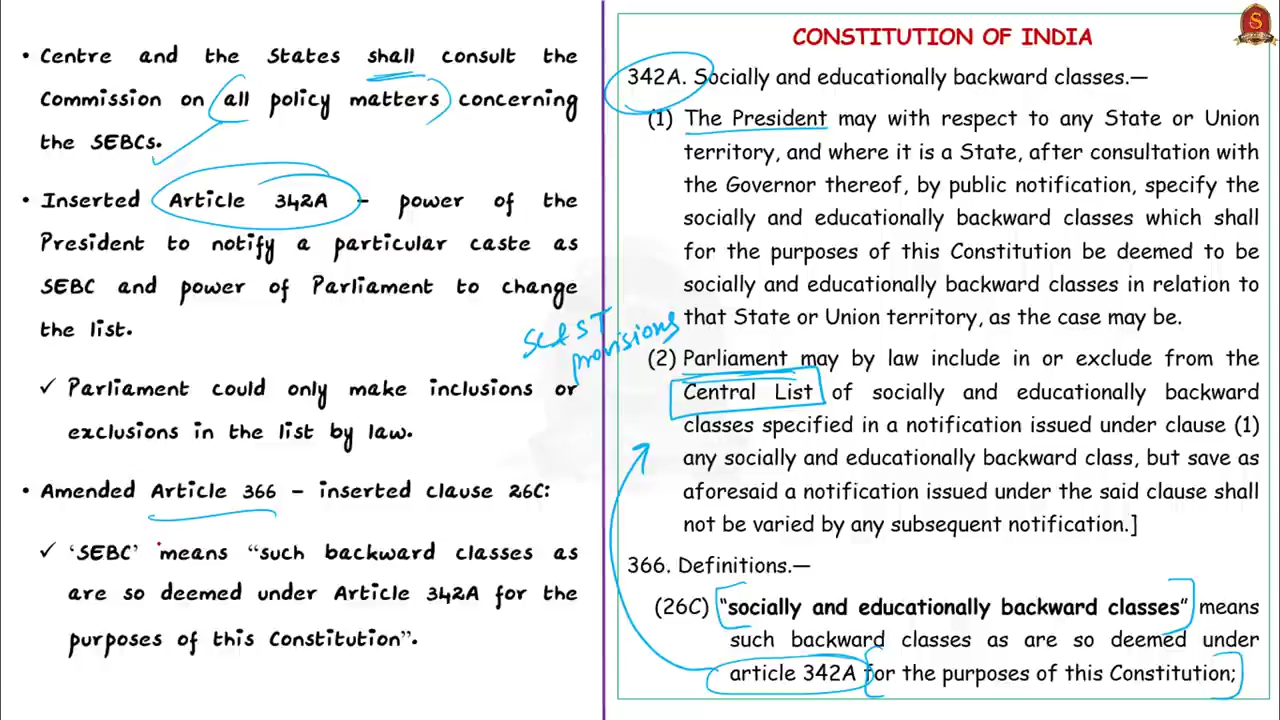 • Centre and the States shall consult the
Commission on all policy matters concerning
the SEBCs.
• Inserted Article 342A - power of the
President to notify a particular caste as
SEBC and power of Parliament to change
the list.
✓ Parliament could only make inclusions or
exclusions in the list by law.
• Amended Article 366 – inserted clause 26C:
✓ ‘SEBC’ means “such backward classes as
are so deemed under Article 342A for the
purposes of this Constitution”.
SC & ST
provisions
CONSTITUTION OF INDIA
342A. Socially and educationally backward classes.—
(1) The President may with respect to any State or Union
territory, and where it is a State, after consultation with
the Governor thereof, by public notification, specify the
socially and educationally backward classes which shall
for the purposes of this Constitution be deemed to be
socially and educationally backward classes in relation to
that State or Union territory, as the case may be.
(2) Parliament may by law include in or exclude from the
Central List of socially and educationally backward
classes specified in a notification issued under clause (1)
any socially and educationally backward class, but save as
aforesaid a notification issued under the said clause shall
not be varied by any subsequent notification.]
366. Definitions.—
(26C) “socially and educationally backward classes” means
such backward classes as are so deemed under
article 342A for the purposes of this Constitution;